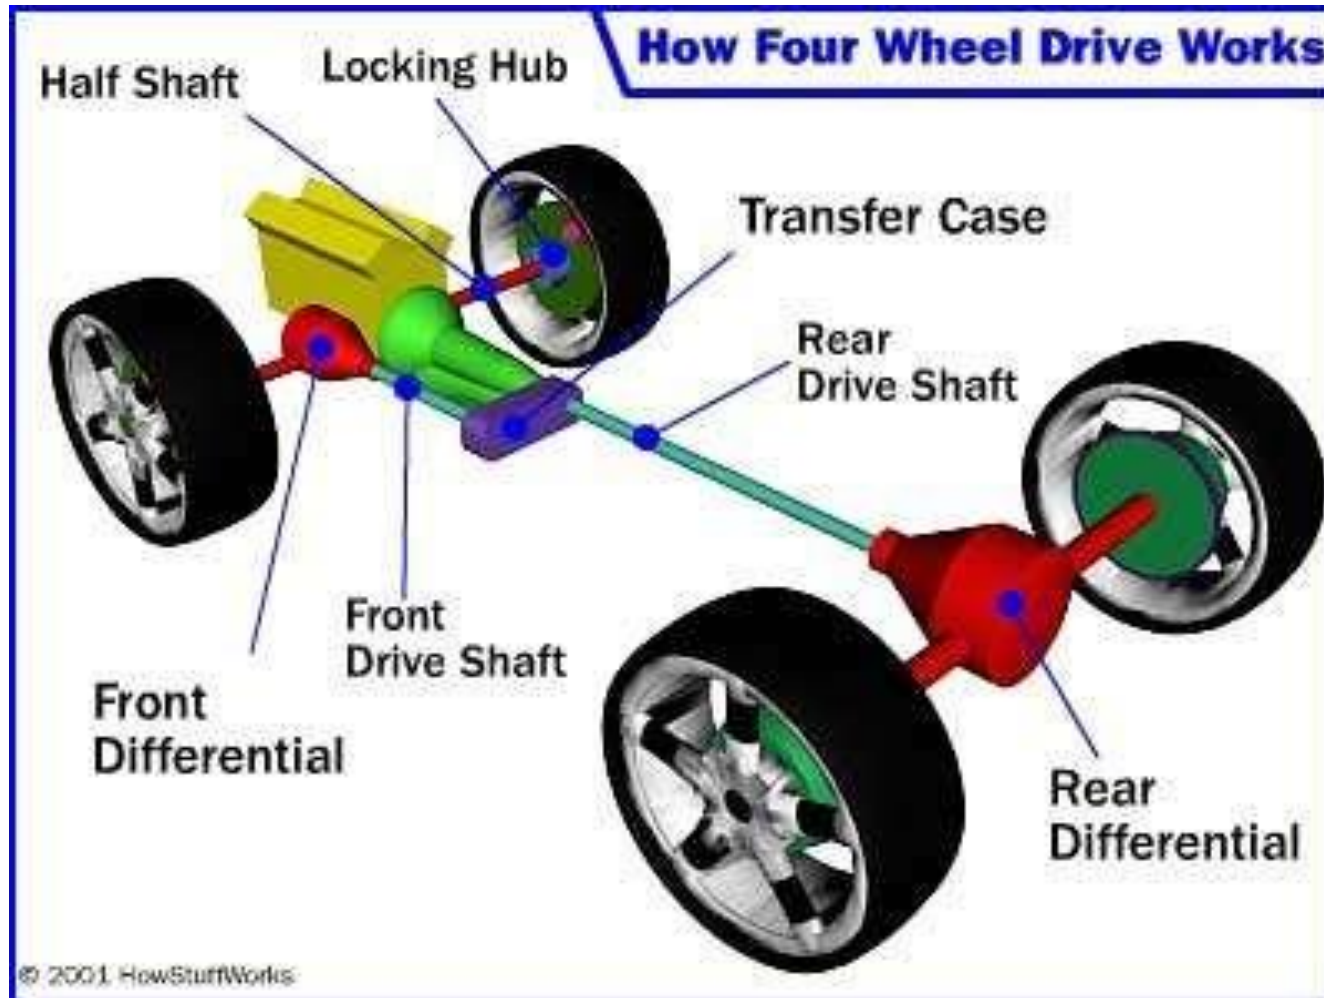 How Four Wheel Drive Works
Half Shaft
Locking Hub
Transfer Case
Rear
Drive Shaft
Front
Drive Shaft
Front
Differential
Rear
Differential
© 2001 HowStuffWorks